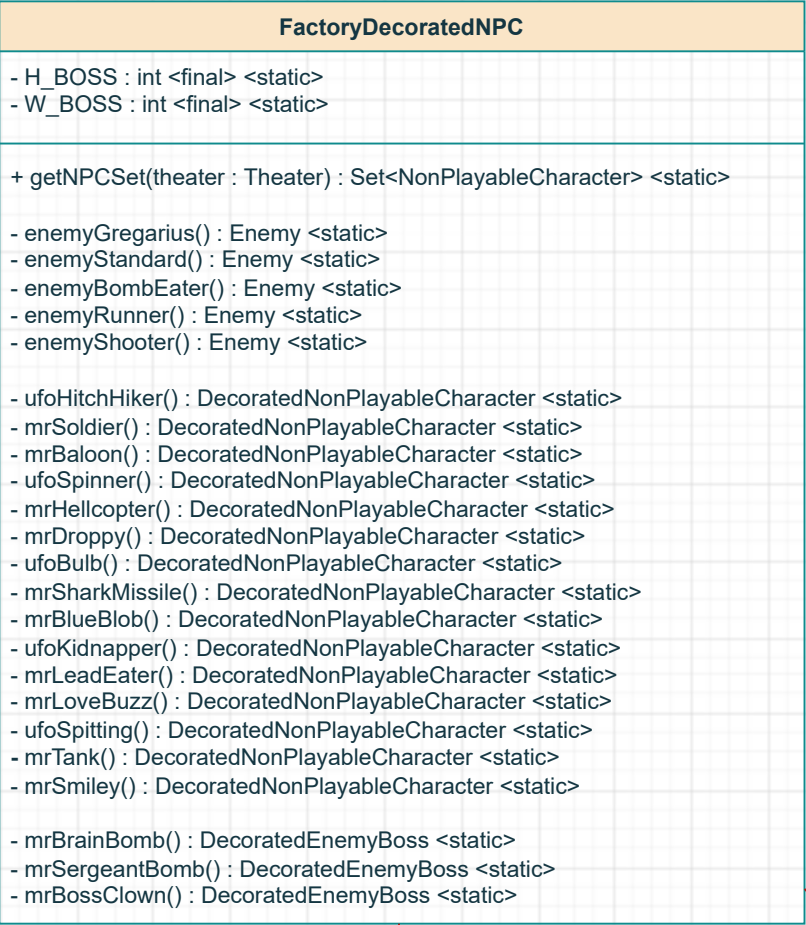 FactoryDecoratedNPC
- H_BOSS : int <final> <static>
- W_BOSS : int <final> <static>
+ getNPCSet(theater : Theater) : Set<NonPlayableCharacter> <static>
- enemyGregarius() : Enemy <static>
- enemyStandard() : Enemy <static>
- enemyBombEater() : Enemy <static>
- enemyRunner() : Enemy <static>
- enemyShooter() : Enemy <static>
- ufoHitchHiker() : DecoratedNonPlayableCharacter <static>
- mrSoldier() : DecoratedNonPlayableCharacter <static>
- mrBaloon() : DecoratedNonPlayableCharacter <static>
- ufoSpinner() : DecoratedNonPlayableCharacter <static>
- mrHellcopter() : DecoratedNonPlayableCharacter <static>
- mrDroppy() : DecoratedNonPlayableCharacter <static>
- ufoBulb() : DecoratedNonPlayableCharacter <static>
- mrSharkMissile() : DecoratedNonPlayableCharacter <static>
- mrBlueBlob() : DecoratedNonPlayableCharacter <static>
- ufoKidnapper() : DecoratedNonPlayableCharacter <static>
- mrLeadEater() : DecoratedNonPlayableCharacter <static>
- mrLoveBuzz() : DecoratedNonPlayableCharacter <static>
- ufoSpitting() : DecoratedNonPlayableCharacter <static>
- mrTank() : DecoratedNonPlayableCharacter <static>
- mrSmiley() : DecoratedNonPlayableCharacter <static>
- mrBrainBomb() : DecoratedEnemyBoss <static>
- mrSergeantBomb() : DecoratedEnemyBoss <static>
- mrBossClown() : DecoratedEnemyBoss <static>